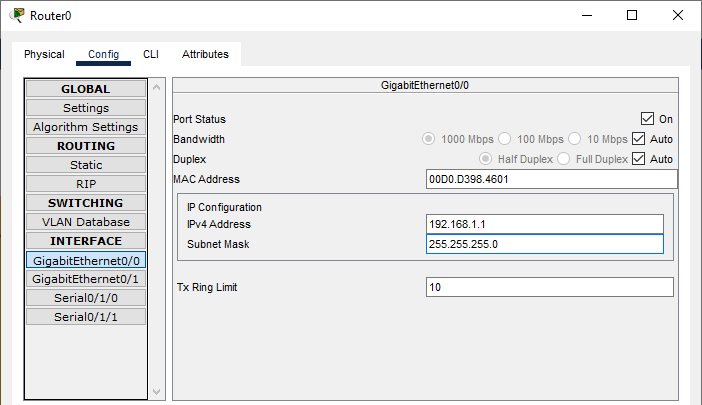 Router0
Physical Config CLI Attributes
GLOBAL
Settings
Algorithm Settings
ROUTING
Static
RIP
SWITCHING
VLAN Database
INTERFACE
GigabitEthernet0/0
GigabitEthernet0/1
Serial0/1/0
Serial0/1/1
GigabitEthernet0/0
Port Status On
Bandwidth 1000 Mbps 100 Mbps 10 Mbps Auto
Duplex Half Duplex Full Duplex Auto
MAC Address 00D0.D398.4601
IP Configuration
IPv4 Address 192.168.1.1
Subnet Mask 255.255.255.0
Tx Ring Limit 10